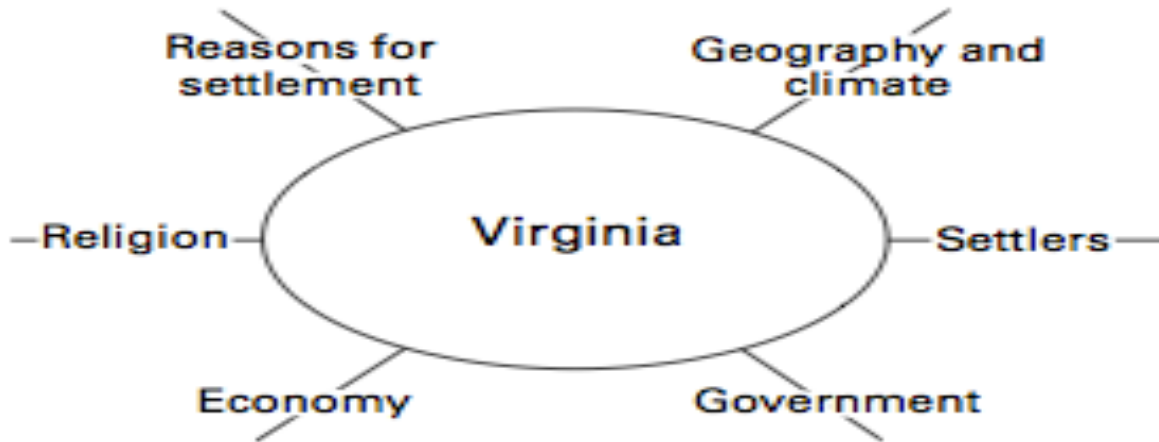 Reasons for
settlement
Geography and
climate
Religion
Virginia
Settlers
Economy
Government